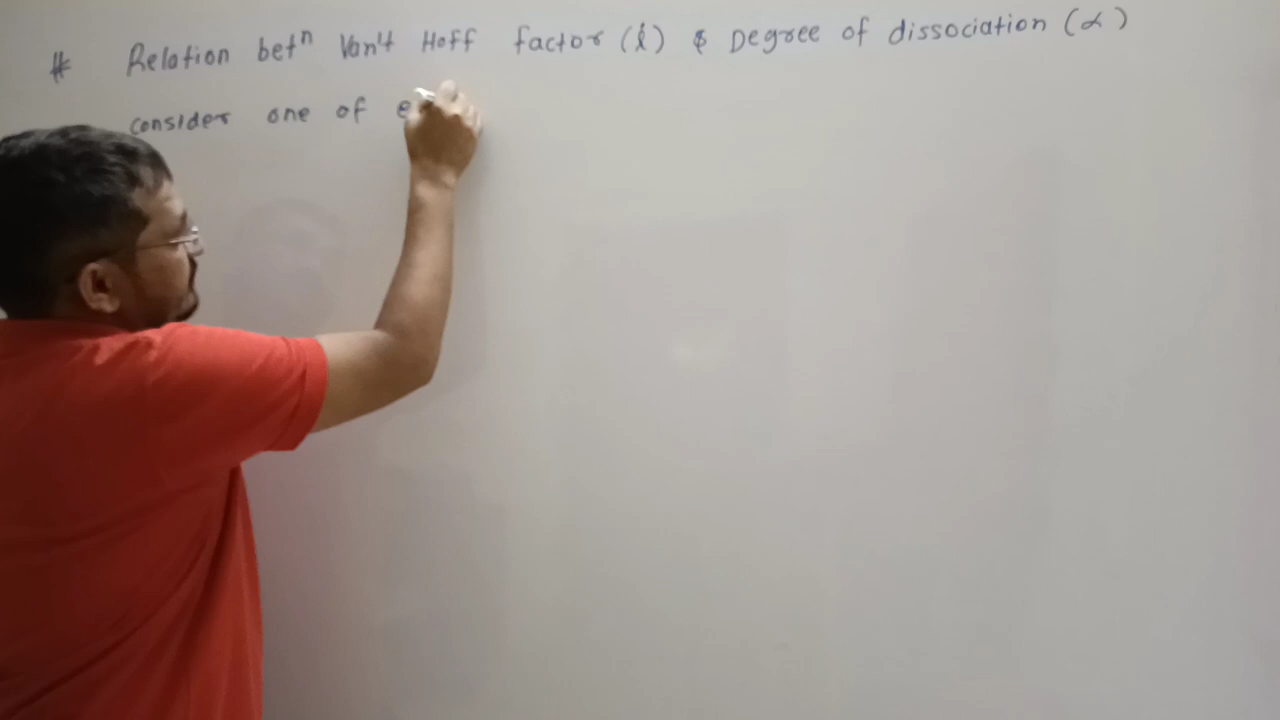 # Relation betⁿ Van't Hoff factor (i) & Degree of dissociation (α)
consider one of e